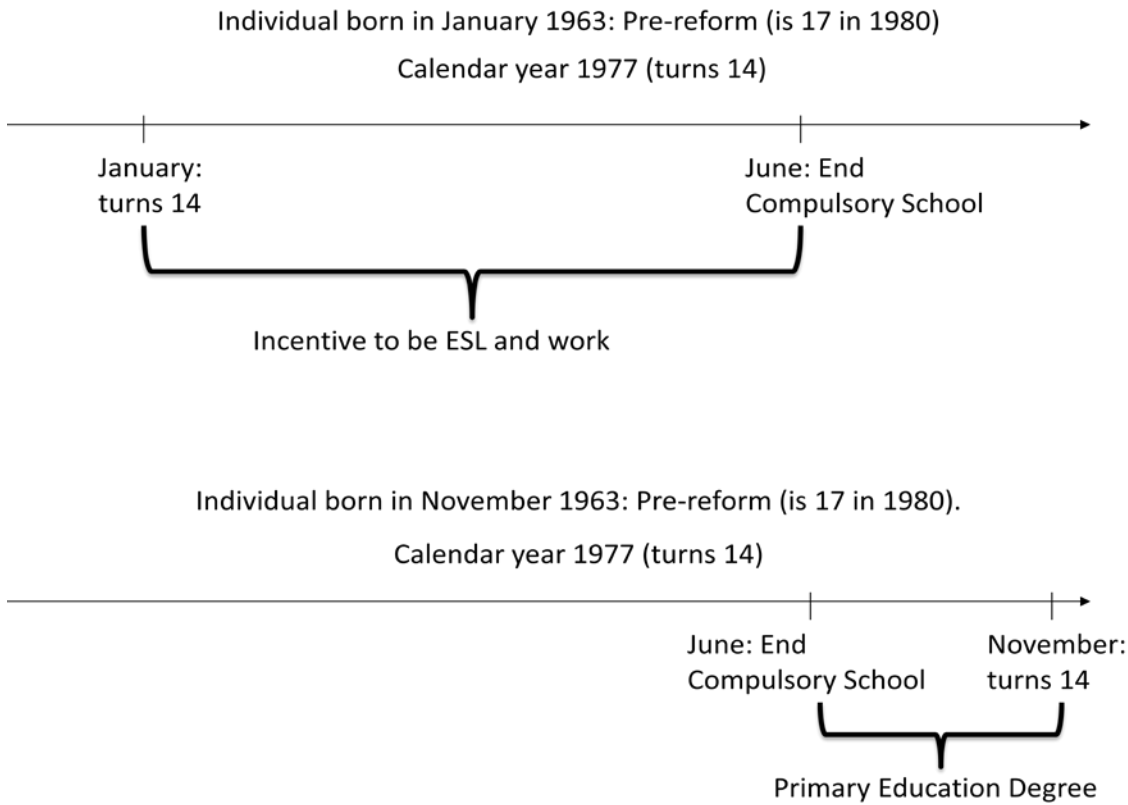 Individual born in January 1963: Pre-reform (is 17 in 1980)
Calendar year 1977 (turns 14)
January:
turns 14
June: End
Compulsory School
Incentive to be ESL and work
Individual born in November 1963: Pre-reform (is 17 in 1980).
Calendar year 1977 (turns 14)
June: End
Compulsory School
November:
turns 14
Primary Education Degree